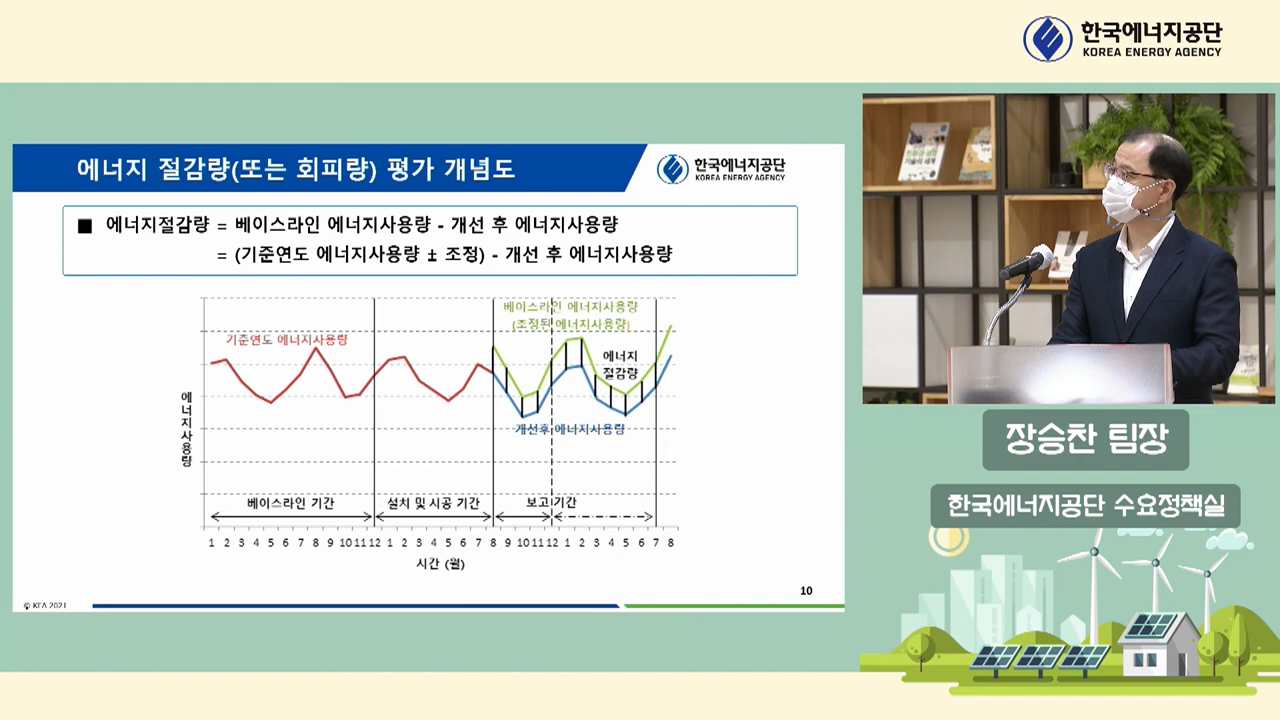 한국에너지공단
KOREA ENERGY AGENCY
에너지 절감량(또는 회피량) 평가 개념도
한국에너지공단
KOREA ENERGY AGENCY
■ 에너지절감량 = 베이스라인 에너지사용량 - 개선 후 에너지사용량
= (기준연도 에너지사용량 ± 조정) - 개선 후 에너지사용량
베이스라인 에너지사용량
(조정된 에너지사용량)
기준연도 에너지사용량
에너지
절감량
에너지사용량
개선후 에너지사용량
베이스라인 기간
설치 및 시공 기간
보고 기간
1 2 3 4 5 6 7 8 9 10 11 12 1 2 3 4 5 6 7 8 9 10 11 12 1 2 3 4 5 6 7 8
시간 (월)
10
© KEA 2021
장승찬 팀장
한국에너지공단 수요정책실